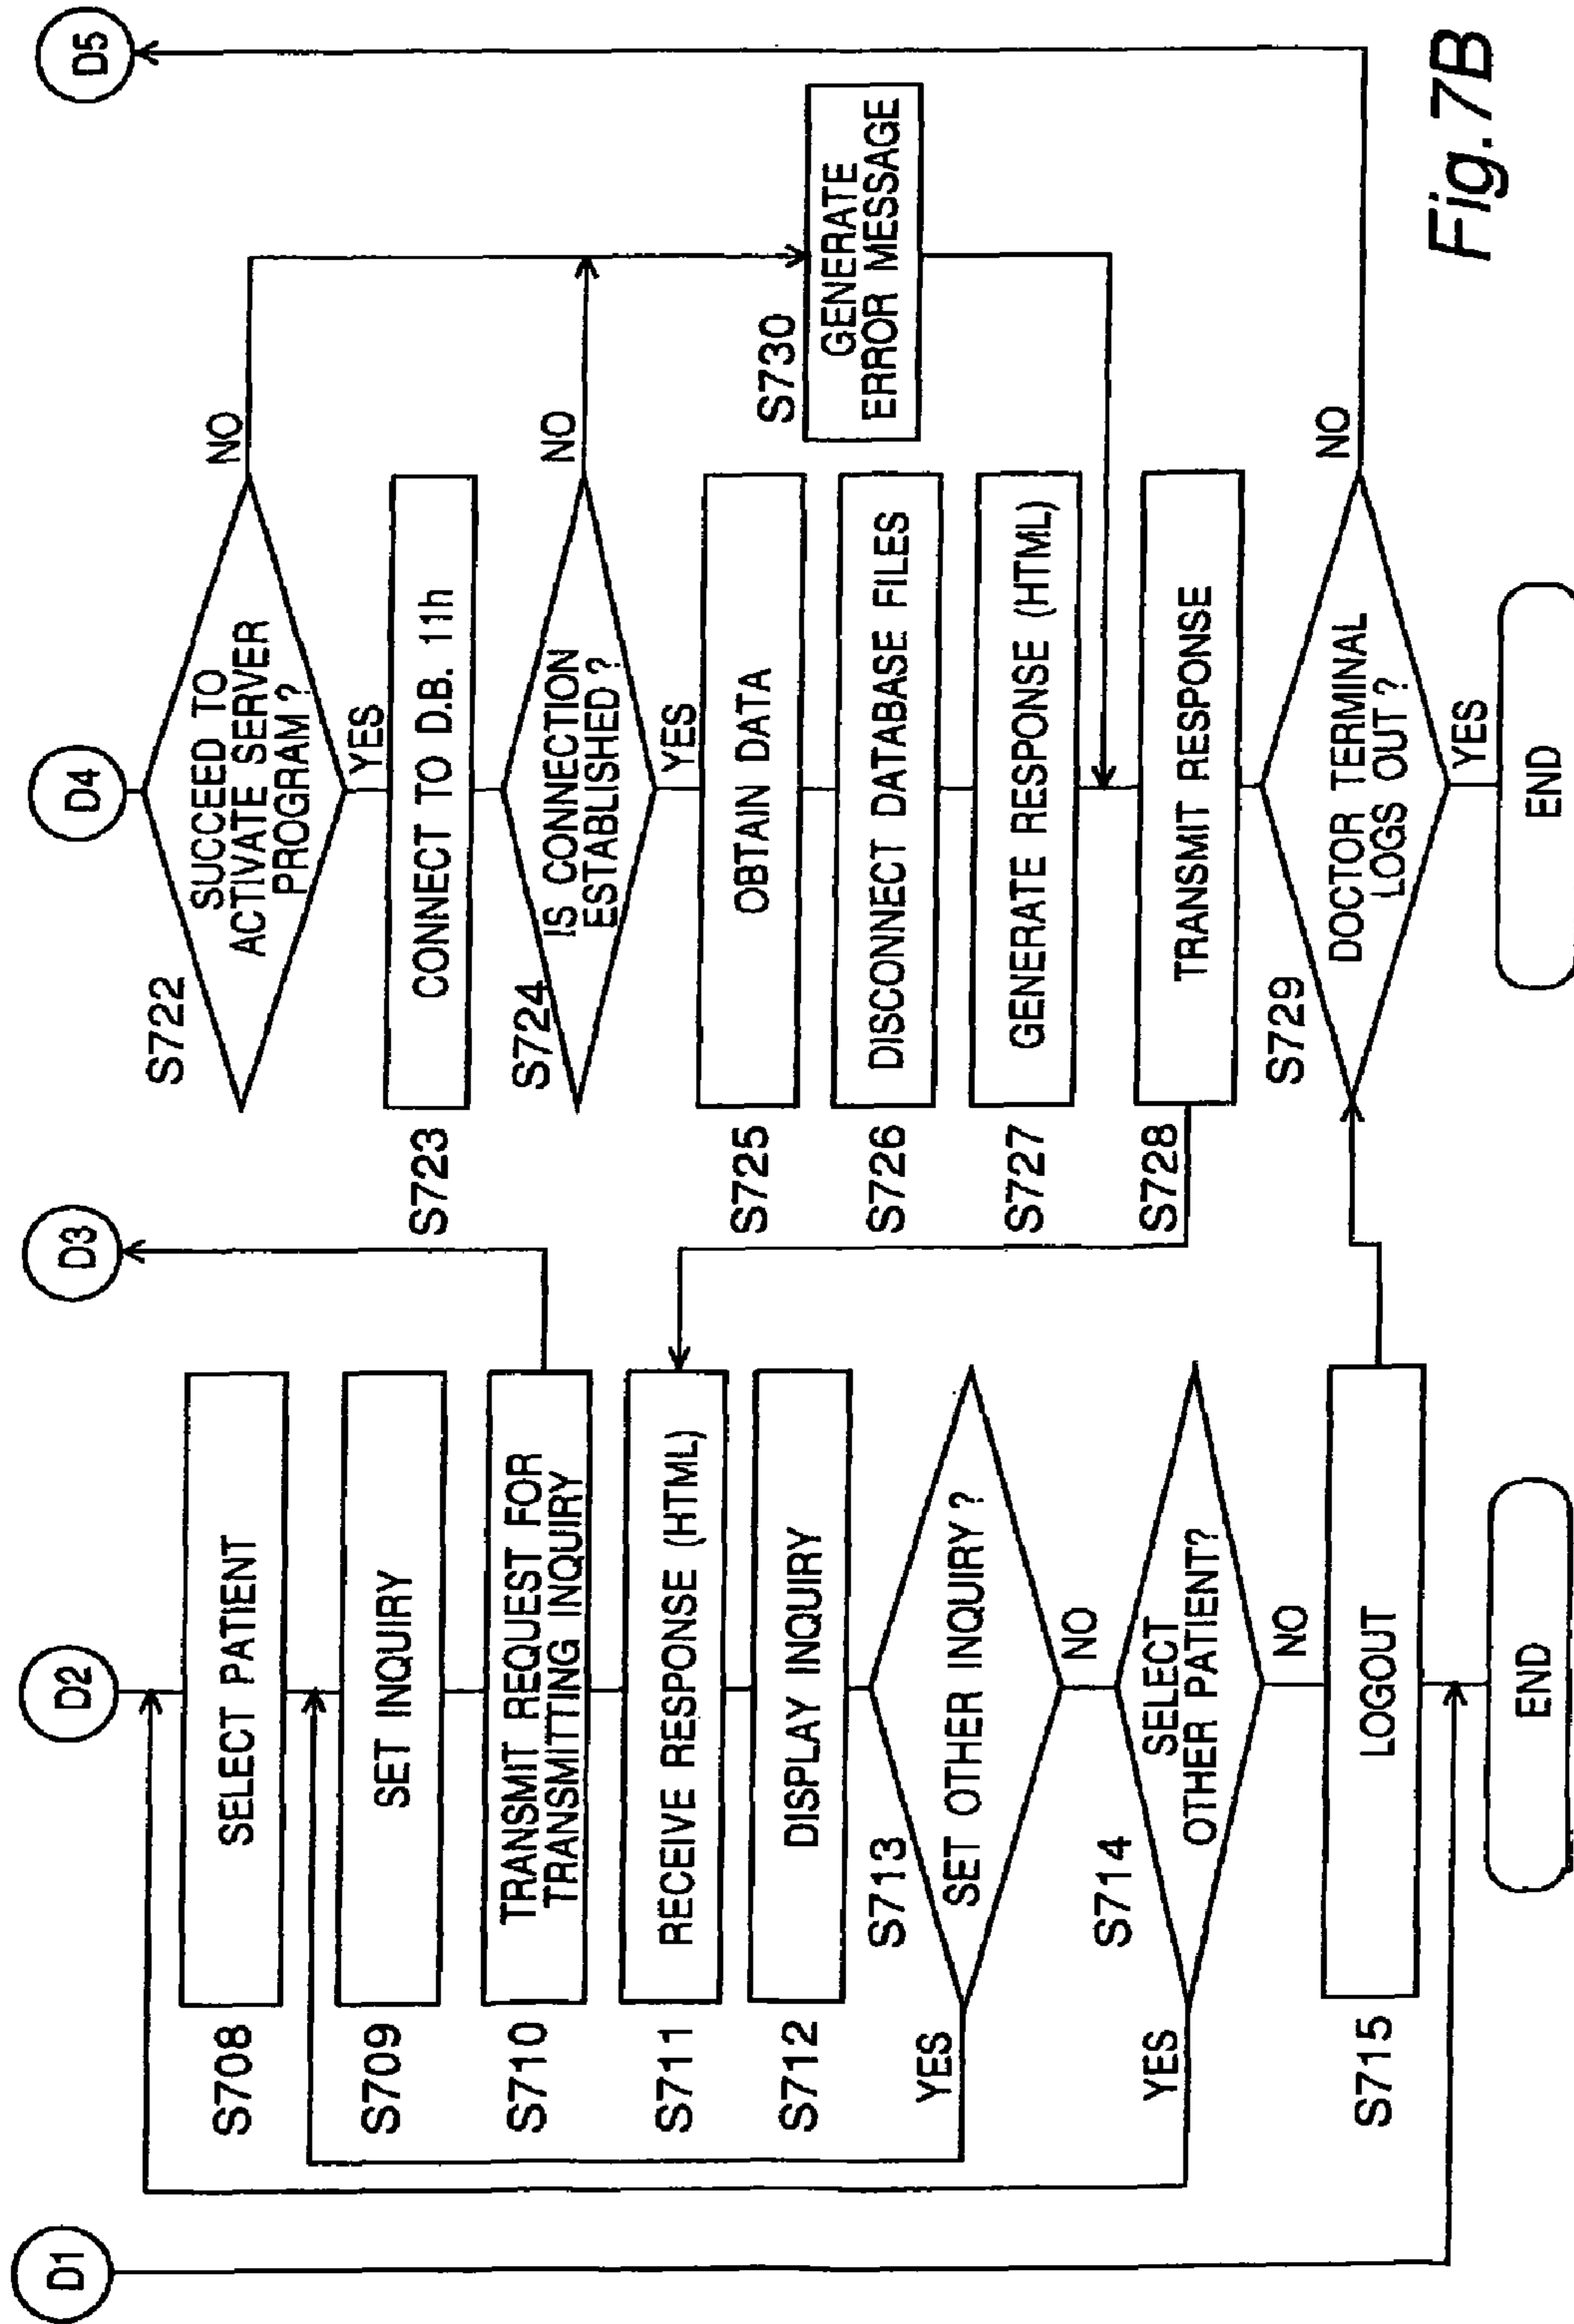 D1
D2
D3
D4
D5
S708
SELECT PATIENT
S709
SET INQUIRY
S710
TRANSMIT REQUEST FOR
TRANSMITTING INQUIRY
S711
RECEIVE RESPONSE (HTML)
S712
DISPLAY INQUIRY
S713
SET OTHER INQUIRY?
YES
NO
S714
SELECT
OTHER PATIENT?
YES
NO
S715
LOGOUT
END
S722
SUCCEED TO
ACTIVATE SERVER
PROGRAM?
NO
YES
S723
CONNECT TO D.B. 11h
S724
IS CONNECTION
ESTABLISHED?
NO
YES
S725
OBTAIN DATA
S726
DISCONNECT DATABASE FILES
S727
GENERATE RESPONSE (HTML)
S730
GENERATE
ERROR MESSAGE
S728
TRANSMIT RESPONSE
S729
DOCTOR TERMINAL
LOGS OUT?
NO
YES
END
Fig.7B